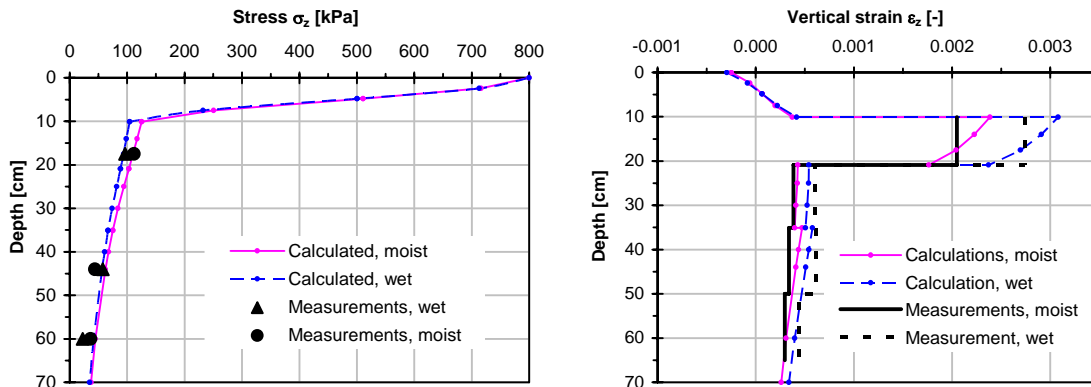 Stress σz [kPa]
0 100 200 300 400 500 600 700 800
0
10
20
30
40
50
60
70
Depth [cm]
Calculated, moist
Calculated, wet
Measurements, wet
Measurements, moist
Vertical strain εz [-]
-0.001 0.000 0.001 0.002 0.003
0
10
20
30
40
50
60
70
Depth [cm]
Calculations, moist
Calculation, wet
Measurements, moist
Measurement, wet